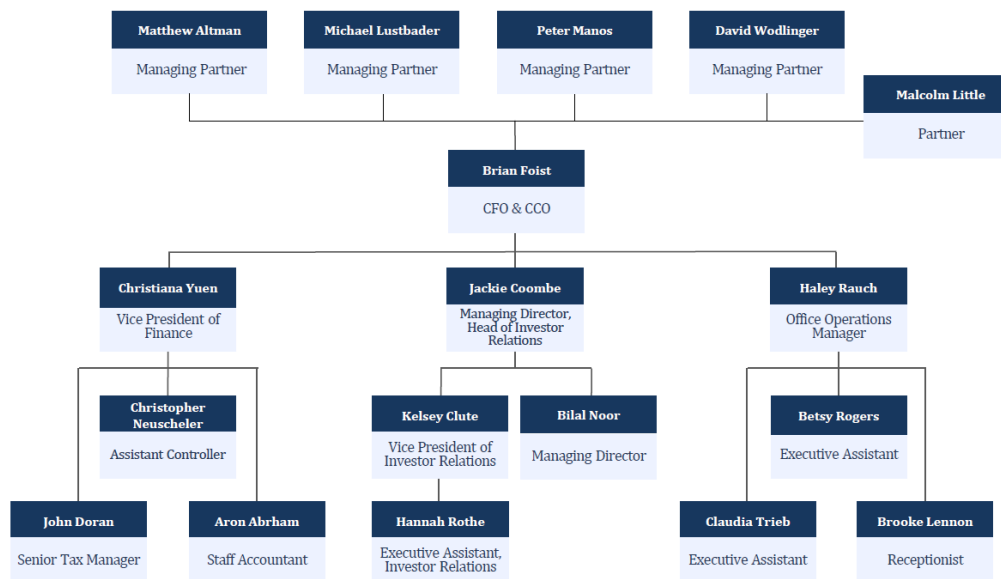 Matthew Altman
Managing Partner
Michael Lustbader
Managing Partner
Peter Manos
Managing Partner
David Wodlinger
Managing Partner
Malcolm Little
Partner
Brian Foist
CFO & CCO
Christiana Yuen
Vice President of
Finance
Jackie Coombe
Managing Director,
Head of Investor
Relations
Haley Rauch
Office Operations
Manager
Christopher
Neuscheler
Assistant Controller
Kelsey Clute
Vice President of
Investor Relations
Bilal Noor
Managing Director
Betsy Rogers
Executive Assistant
John Doran
Senior Tax Manager
Aron Abrham
Staff Accountant
Hannah Rothe
Executive Assistant,
Investor Relations
Claudia Trieb
Executive Assistant
Brooke Lennon
Receptionist